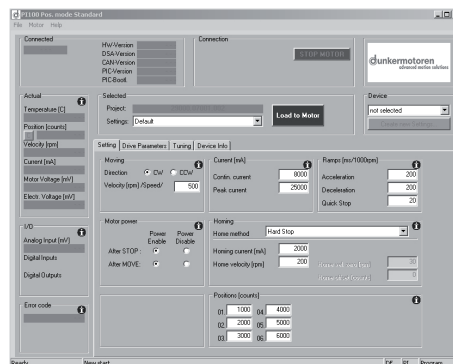 PI100 Pos. mode Standard
File Motor Help
Connected
HW-Version
DSA-Version
CAN-Version
PIC-Version
PIC-Bootl.
Connection
STOP MOTOR
dunkermotoren
advanced motion solutions
Actual
Temperature [C]
Position [counts]
Velocity [rpm]
Current [mA]
Motor Voltage [mV]
Electr. Voltage [mV]
Selected
Project:
Settings: Default
Load to Motor
Device
not selected
Setting Drive Parameters Tuning Device Info
Moving
Direction CW CCW
Velocity [rpm] /Speed/ 500
Current [mA]
Contin. current 8000
Peak current 25000
Ramps [ms/1000rpm]
Acceleration 200
Deceleration 200
Quick Stop 20
Motor power
Power Enable Power Disable
After STOP :
After MOVE:
Homing
Home method Hard Stop
Homing current [mA] 2000
Home velocity [rpm] 200
30
0
I/O
Analog Input [mV]
Digital Inputs
Digital Outputs
Error code
Positions [counts]
01. 1000 04. 4000
02. 2000 05. 5000
03. 3000 06. 6000
Ready New start DE PI Program